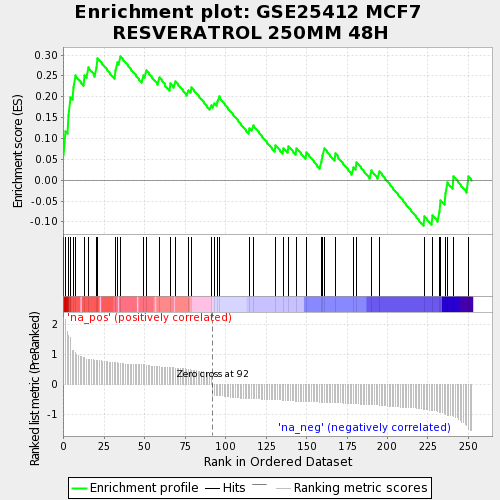 Enrichment plot: GSE25412 MCF7
RESVERATROL 250MM 48H
Enrichment score (ES)
0.30
0.25
0.20
0.15
0.10
0.05
0.00
-0.05
-0.10
'na_pos' (positively correlated)
Ranked list metric (PreRanked)
2
1
0
-1
Zero cross at 92
'na_neg' (negatively correlated)
0 25 50 75 100 125 150 175 200 225 250
Rank in Ordered Dataset
Enrichment profile Hits Ranking metric scores